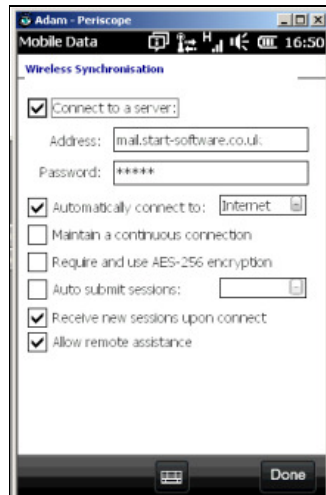 Adam - Periscope
Mobile Data H 16:50
Wireless Synchronisation
Connect to a server:
Address: mail.start-software.co.uk
Password: *****
Automatically connect to: Internet
Maintain a continuous connection
Require and use AES-256 encryption
Auto submit sessions:
Receive new sessions upon connect
Allow remote assistance
Done